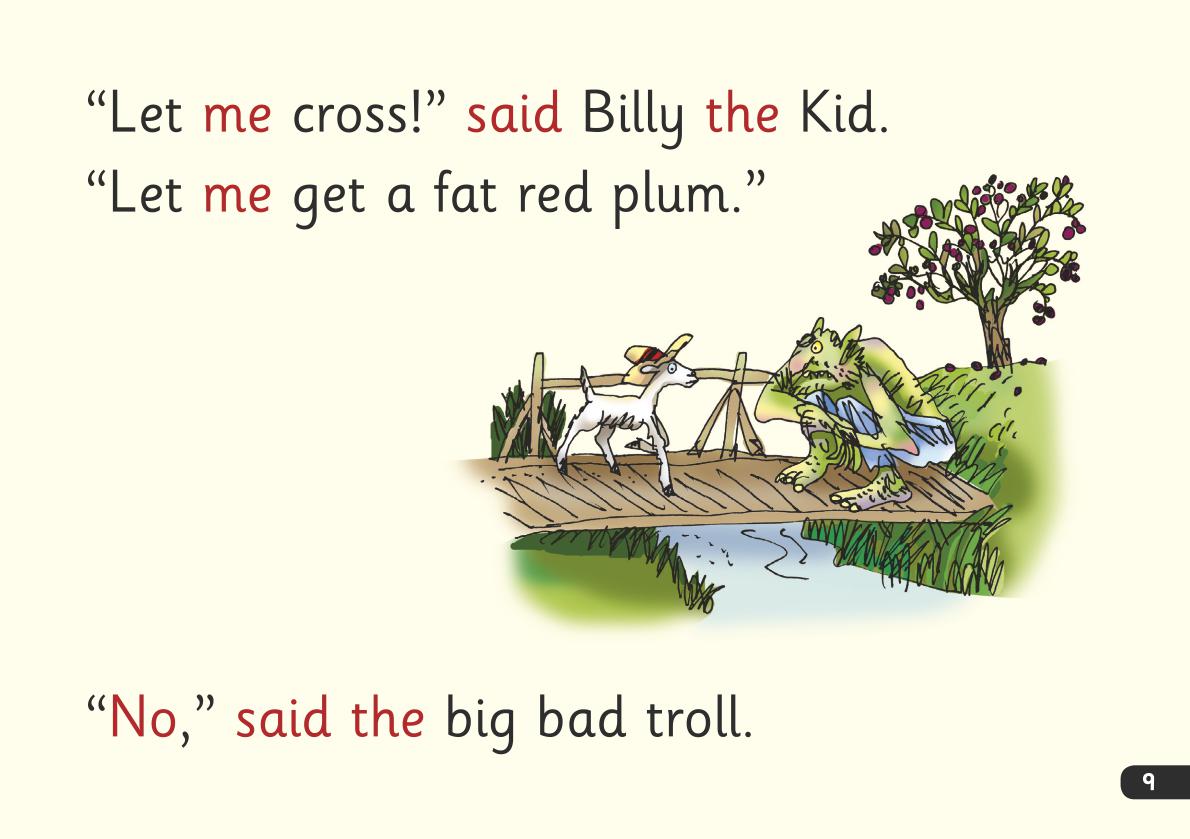 “Let me cross!” said Billy the Kid.
“Let me get a fat red plum.”
“No,” said the big bad troll.
9